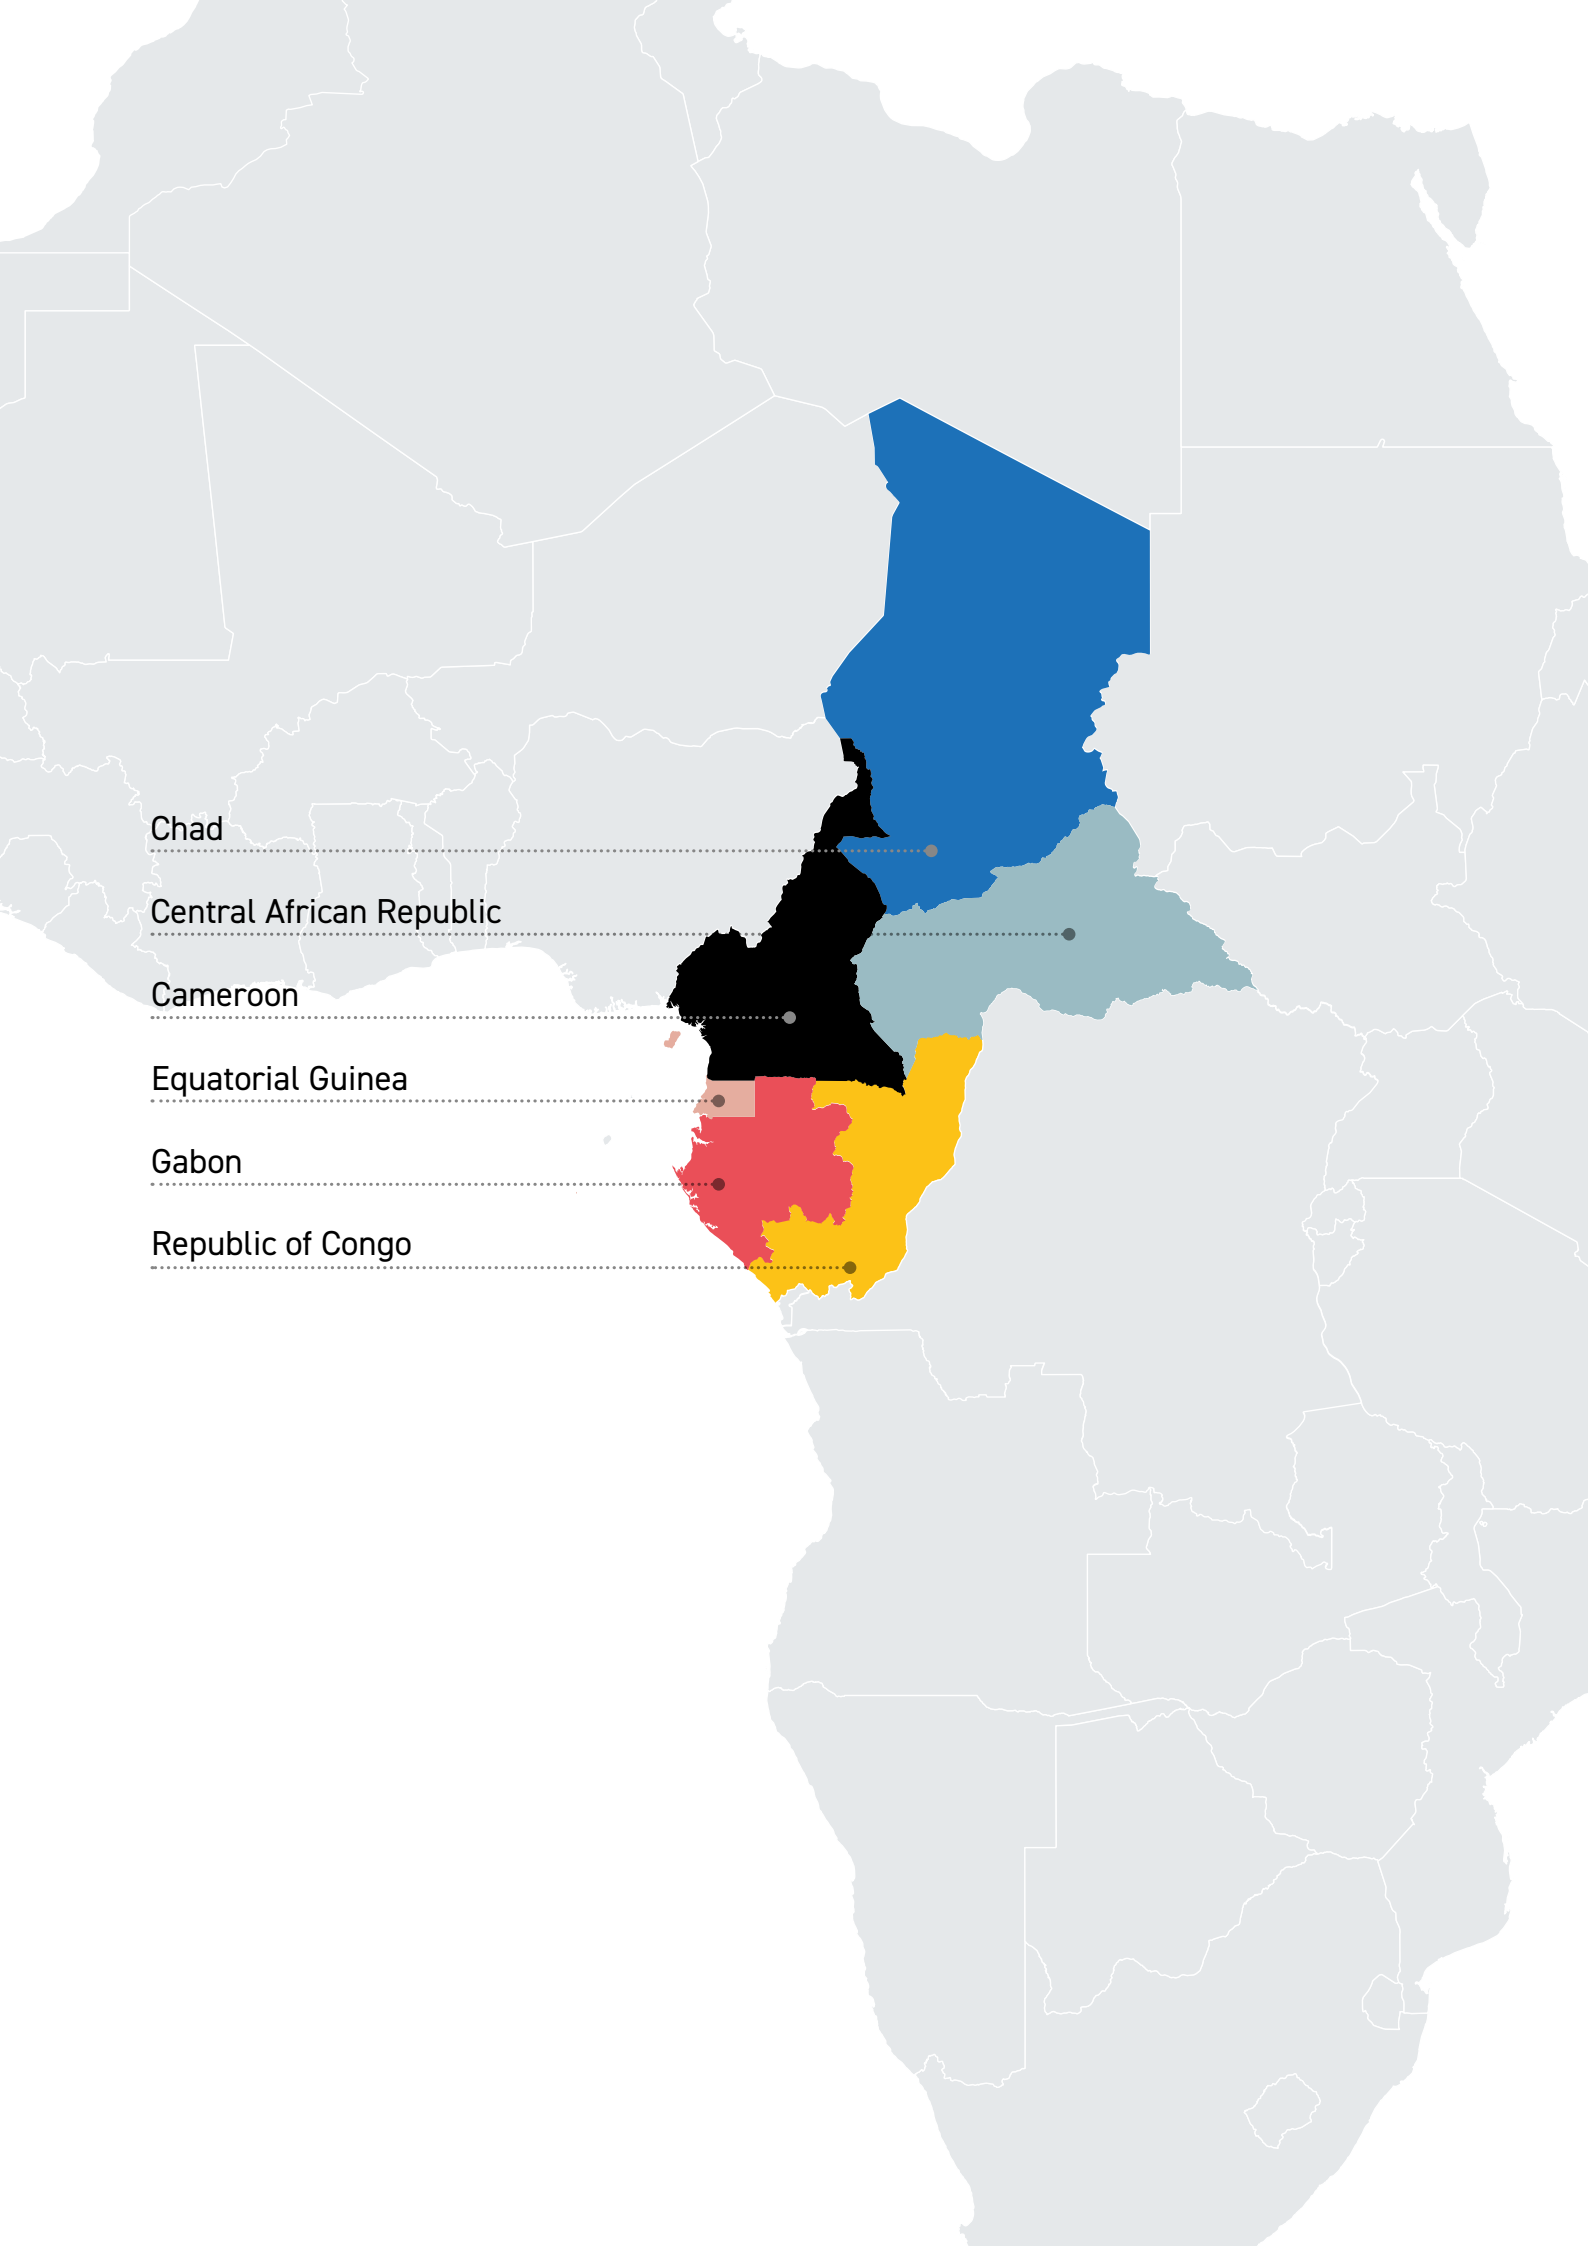 Chad
Central African Republic
Cameroon
Equatorial Guinea
Gabon
Republic of Congo